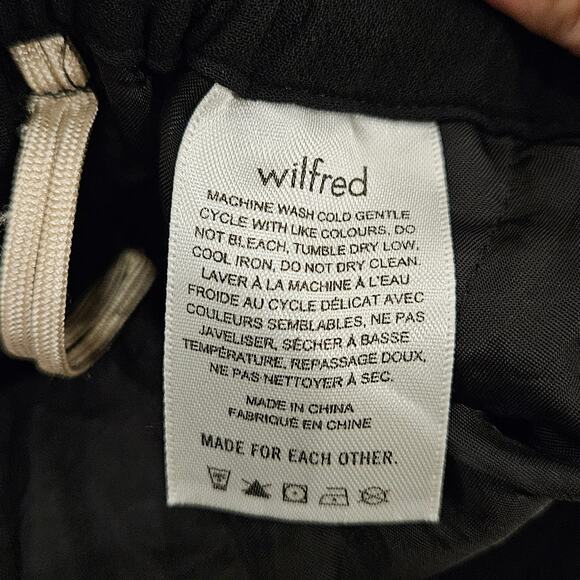 wilfred
MACHINE WASH COLD GENTLE
CYCLE WITH LIKE COLOURS, DO
NOT BLEACH, TUMBLE DRY LOW,
COOL IRON, DO NOT DRY CLEAN.
LAVER À LA MACHINE À L'EAU
FROIDE AU CYCLE DÉLICAT AVEC
COULEURS SEMBLABLES, NE PAS
JAVELISER, SÉCHER À BASSE
TEMPÉRATURE, REPASSAGE DOUX,
NE PAS NETTOYER À SEC.
MADE IN CHINA
FABRIQUÉ EN CHINE
MADE FOR EACH OTHER.